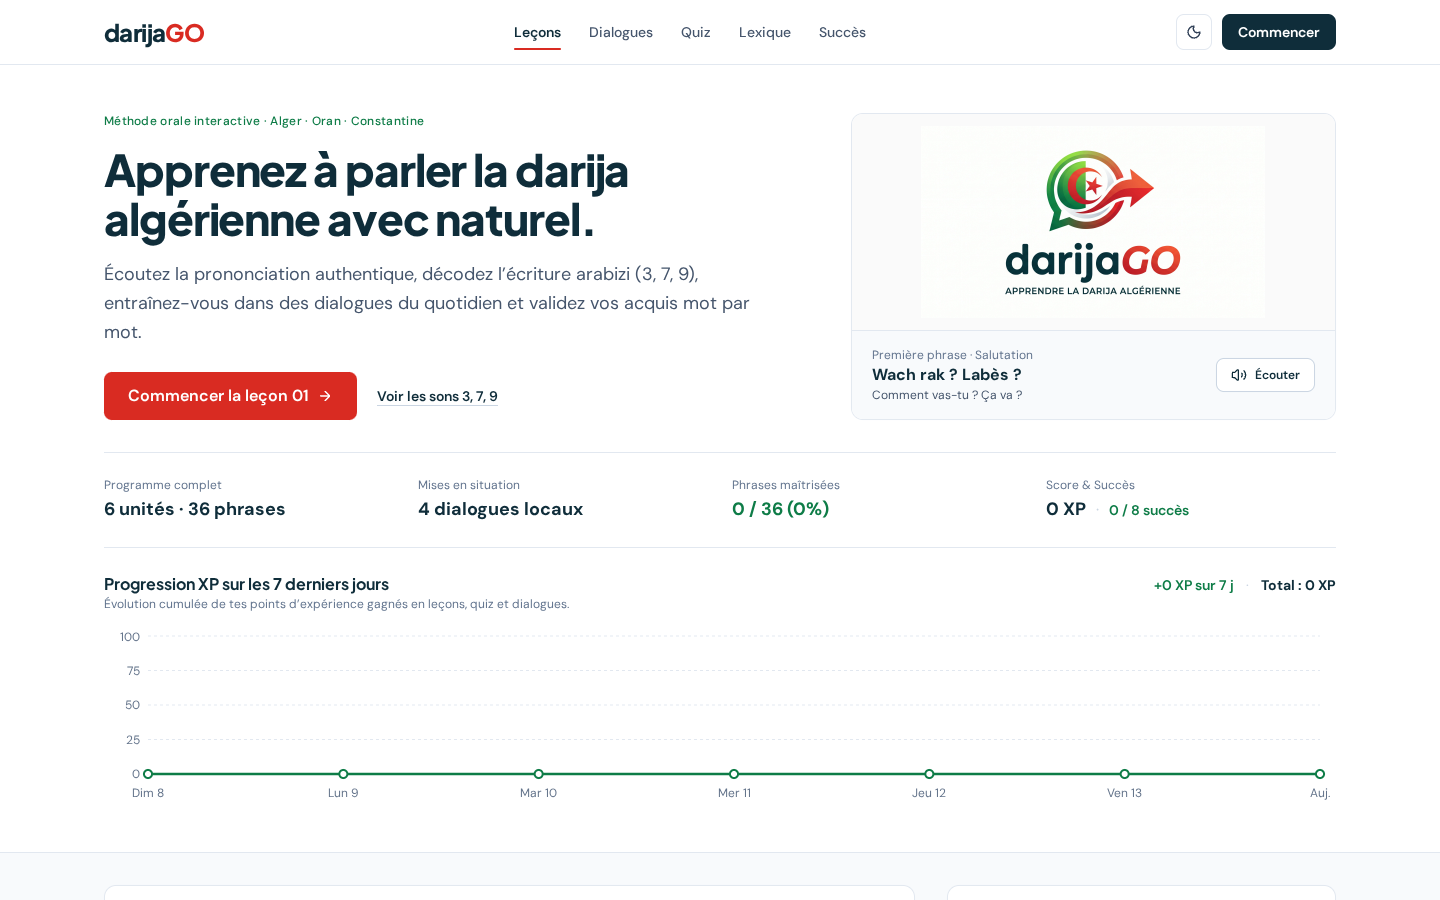 darijaGO
Leçons
Dialogues
Quiz
Lexique
Succès
Commencer
Méthode orale interactive · Alger · Oran · Constantine
Apprenez à parler la darija
algérienne avec naturel.
Écoutez la prononciation authentique, décodez l’écriture arabizi (3, 7, 9),
entraînez-vous dans des dialogues du quotidien et validez vos acquis mot par
mot.
Commencer la leçon 01
Voir les sons 3, 7, 9
darijaGO
APPRENDRE LA DARIJA ALGÉRIENNE
Première phrase · Salutation
Wach rak ? Labès ?
Comment vas-tu ? Ça va ?
Écouter
Programme complet
6 unités · 36 phrases
Mises en situation
4 dialogues locaux
Phrases maîtrisées
0 / 36 (0%)
Score & Succès
0 XP · 0 / 8 succès
Progression XP sur les 7 derniers jours
Évolution cumulée de tes points d’expérience gagnés en leçons, quiz et dialogues.
+0 XP sur 7 j · Total : 0 XP
100
75
50
25
0
Dim 8
Lun 9
Mar 10
Mer 11
Jeu 12
Ven 13
Auj.